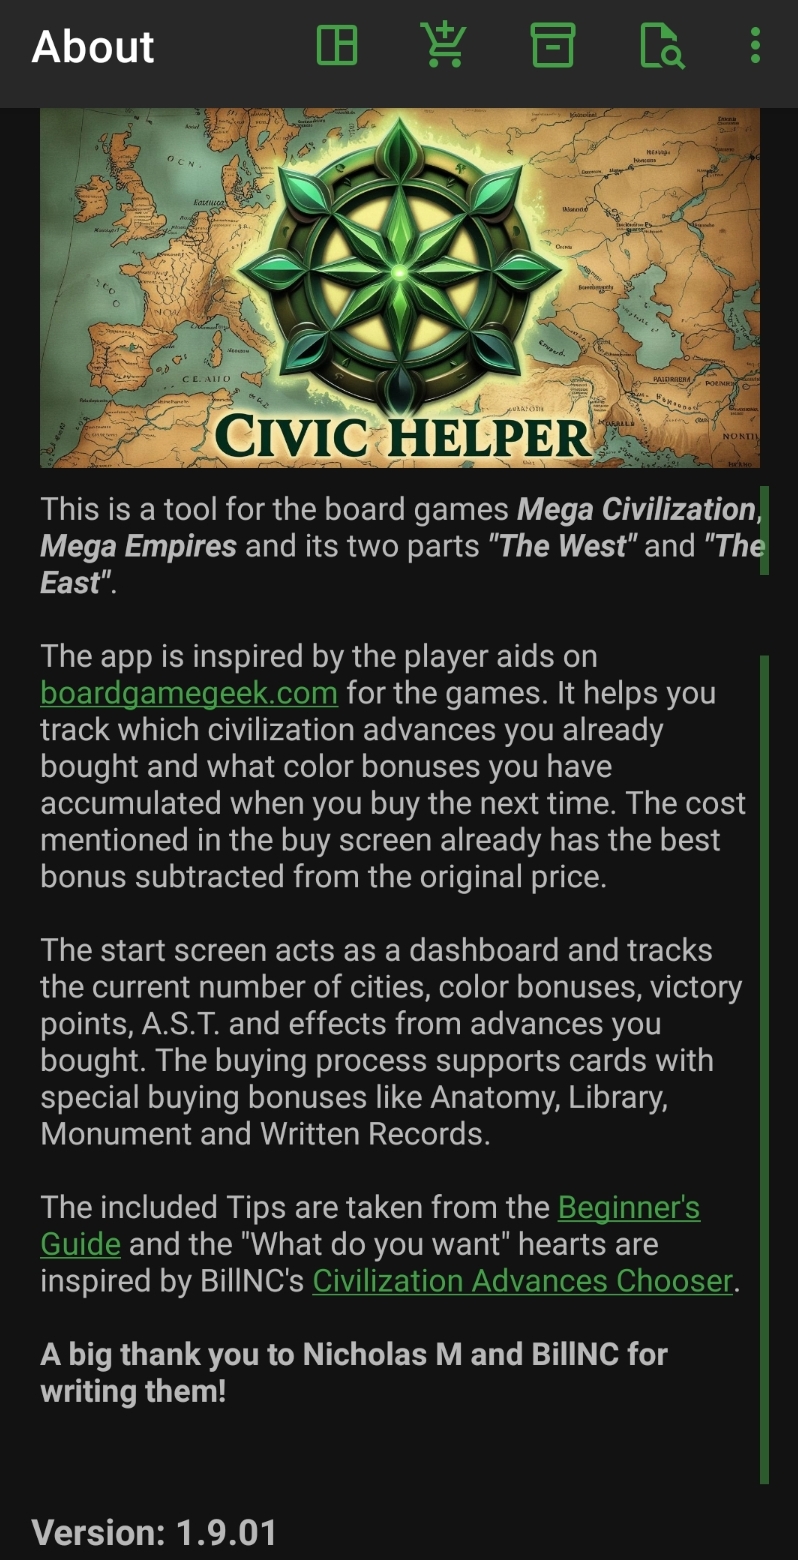 About
CIVIC HELPER
This is a tool for the board games Mega Civilization,
Mega Empires and its two parts "The West" and "The
East".
The app is inspired by the player aids on
boardgamegeek.com for the games. It helps you
track which civilization advances you already
bought and what color bonuses you have
accumulated when you buy the next time. The cost
mentioned in the buy screen already has the best
bonus subtracted from the original price.
The start screen acts as a dashboard and tracks
the current number of cities, color bonuses, victory
points, A.S.T. and effects from advances you
bought. The buying process supports cards with
special buying bonuses like Anatomy, Library,
Monument and Written Records.
The included Tips are taken from the Beginner's
Guide and the "What do you want" hearts are
inspired by BillNC's Civilization Advances Chooser.
A big thank you to Nicholas M and BillNC for
writing them!
Version: 1.9.01